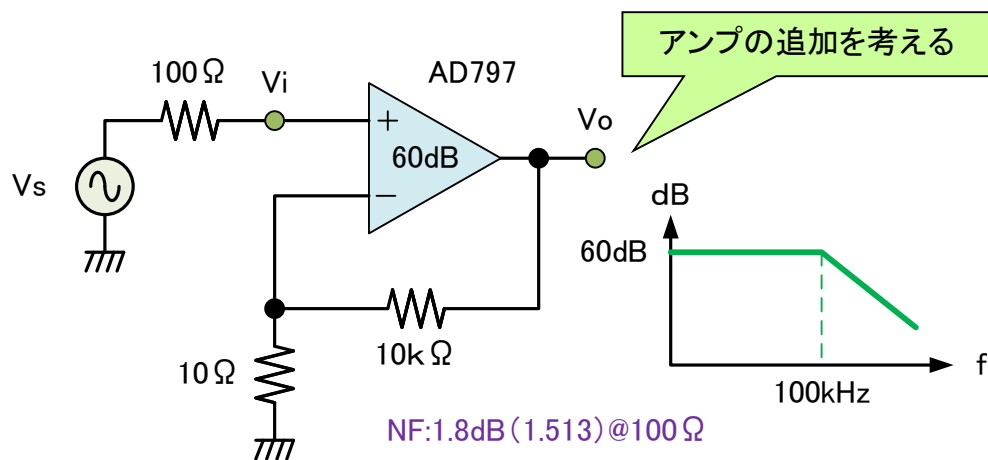 アンプの追加を考える
100Ω
Vi
AD797
Vo
+
60dB
Vs
−
dB
60dB
10kΩ
10Ω
f
100kHz
NF:1.8dB(1.513)@100Ω